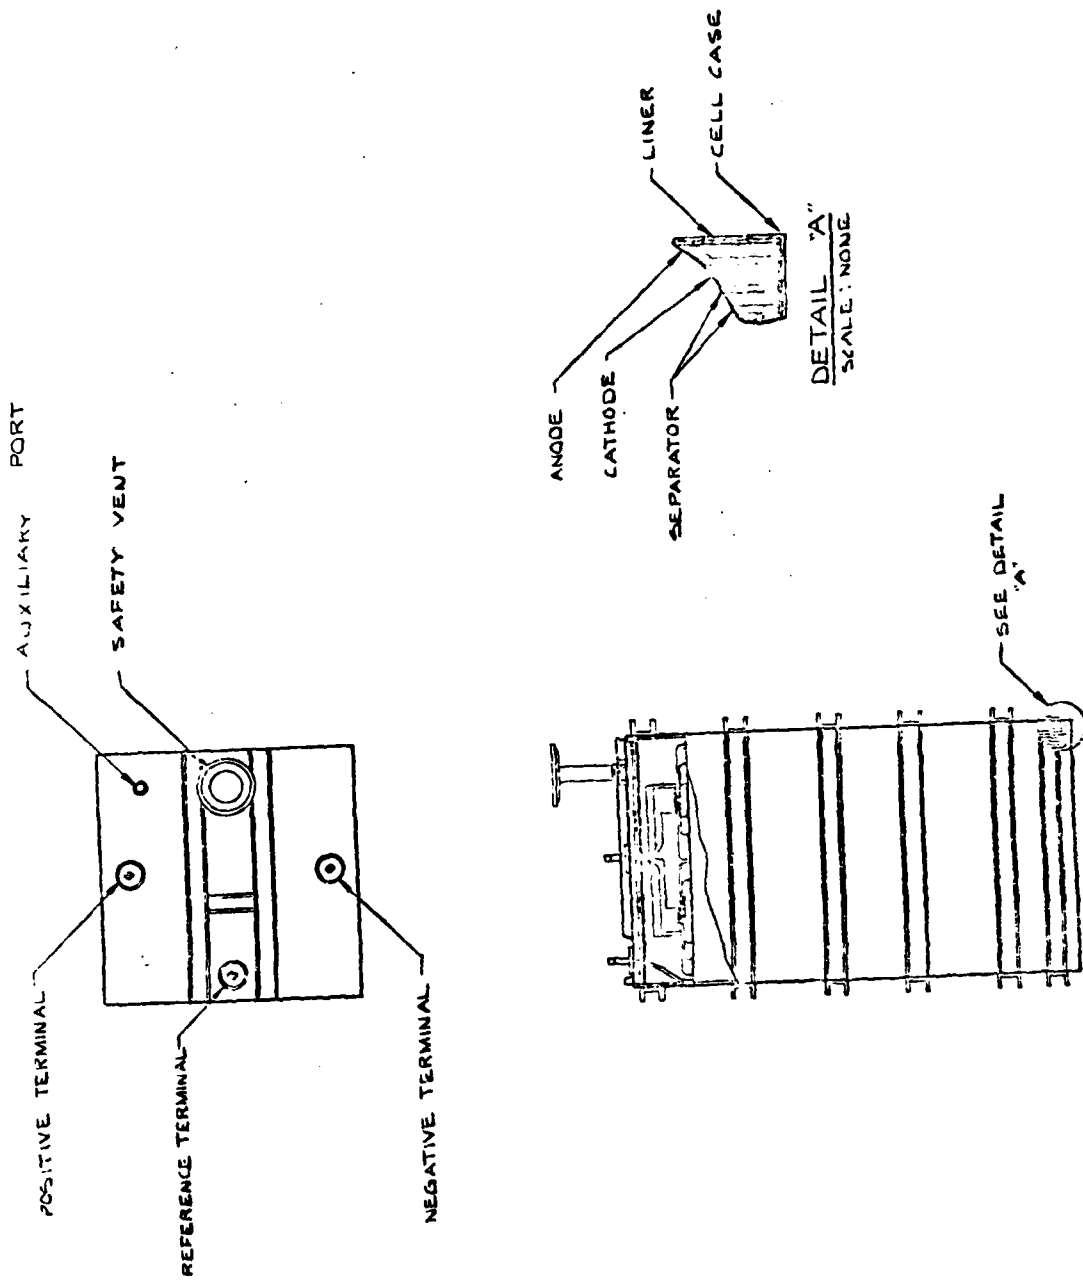 AUXILIARY PORT
SAFETY VENT
POSITIVE TERMINAL
REFERENCE TERMINAL
NEGATIVE TERMINAL
ANODE
CATHODE
SEPARATOR
LINER
CELL CASE
DETAIL "A"
SCALE: NONE
SEE DETAIL
"A"